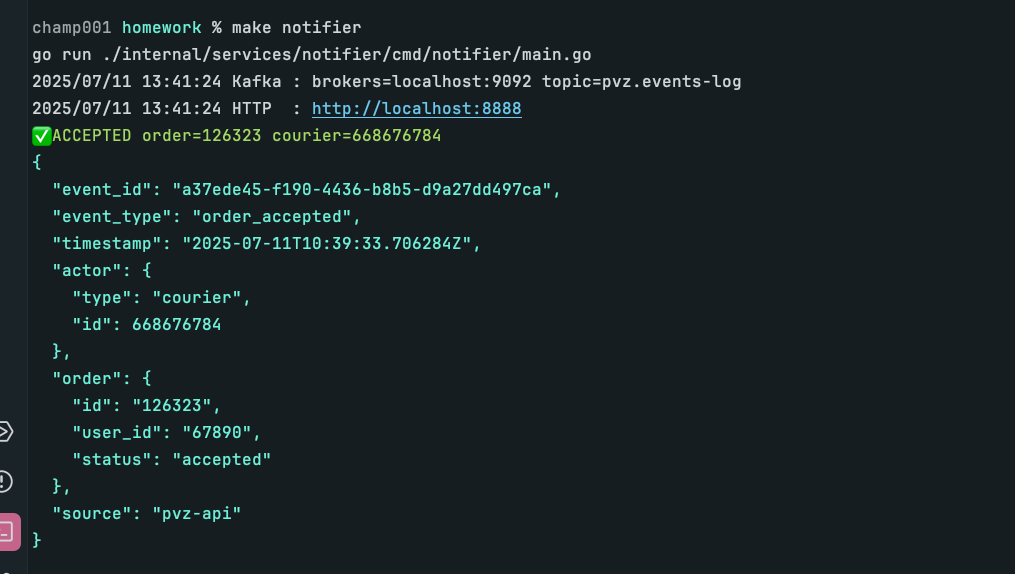 champ001 homework % make notifier
go run ./internal/services/notifier/cmd/notifier/main.go
2025/07/11 13:41:24 Kafka : brokers=localhost:9092 topic=pvz.events-log
2025/07/11 13:41:24 HTTP  : http://localhost:8888
✅ACCEPTED order=126323 courier=668676784
{
  "event_id": "a37ede45-f190-4436-b8b5-d9a27dd497ca",
  "event_type": "order_accepted",
  "timestamp": "2025-07-11T10:39:33.706284Z",
  "actor": {
    "type": "courier",
    "id": 668676784
  },
  "order": {
    "id": "126323",
    "user_id": "67890",
    "status": "accepted"
  },
  "source": "pvz-api"
}